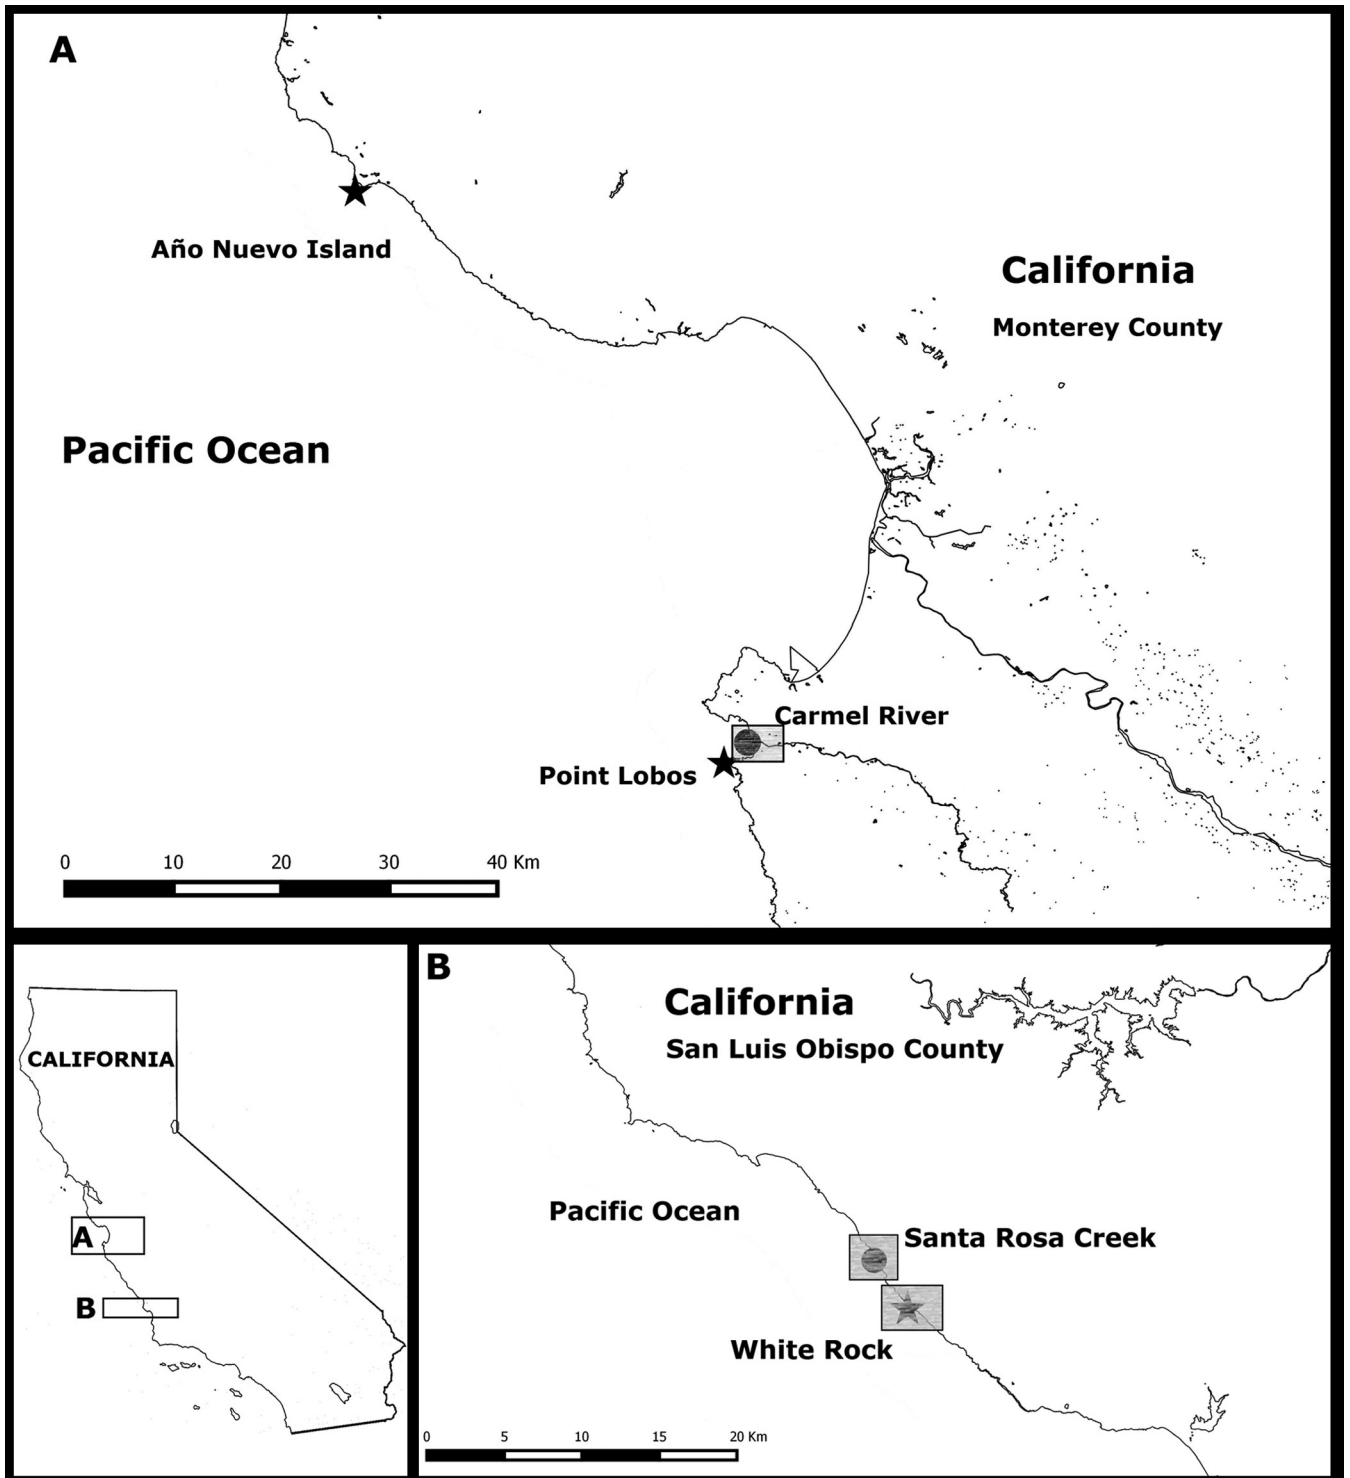 A
Año Nuevo Island
California
Monterey County
Pacific Ocean
Carmel River
Point Lobos
0 10 20 30 40 Km
CALIFORNIA
A
B
B
California
San Luis Obispo County
Pacific Ocean
Santa Rosa Creek
White Rock
0 5 10 15 20 Km